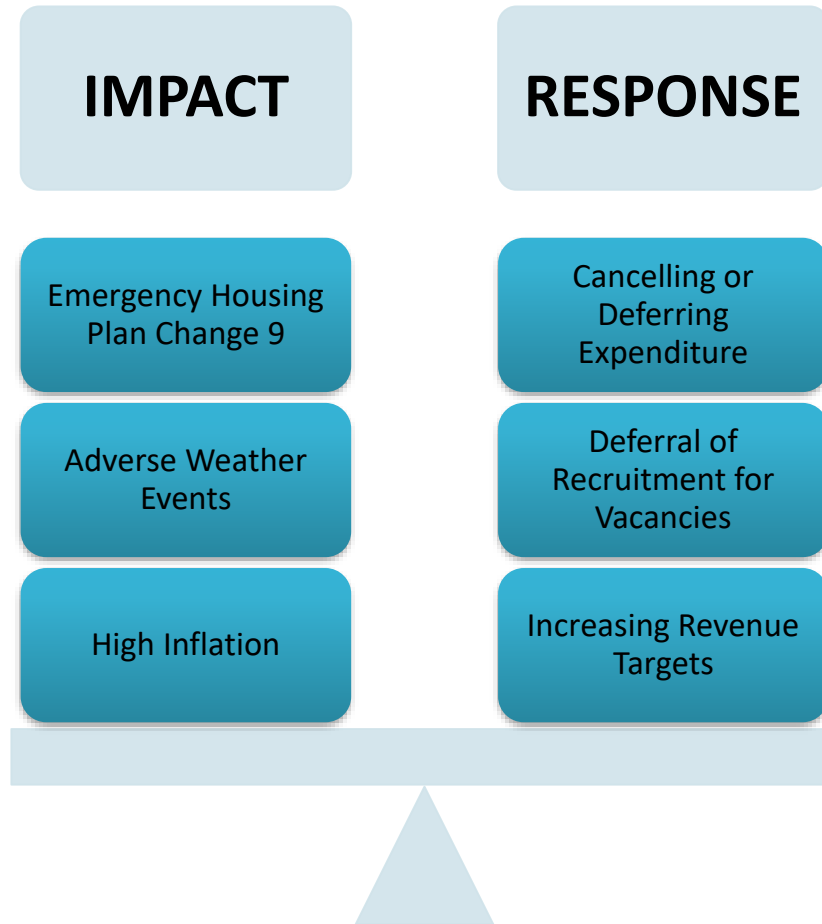 IMPACT
RESPONSE
Emergency Housing
Plan Change 9
Cancelling or
Deferring
Expenditure
Adverse Weather
Events
Deferral of
Recruitment for
Vacancies
High Inflation
Increasing Revenue
Targets